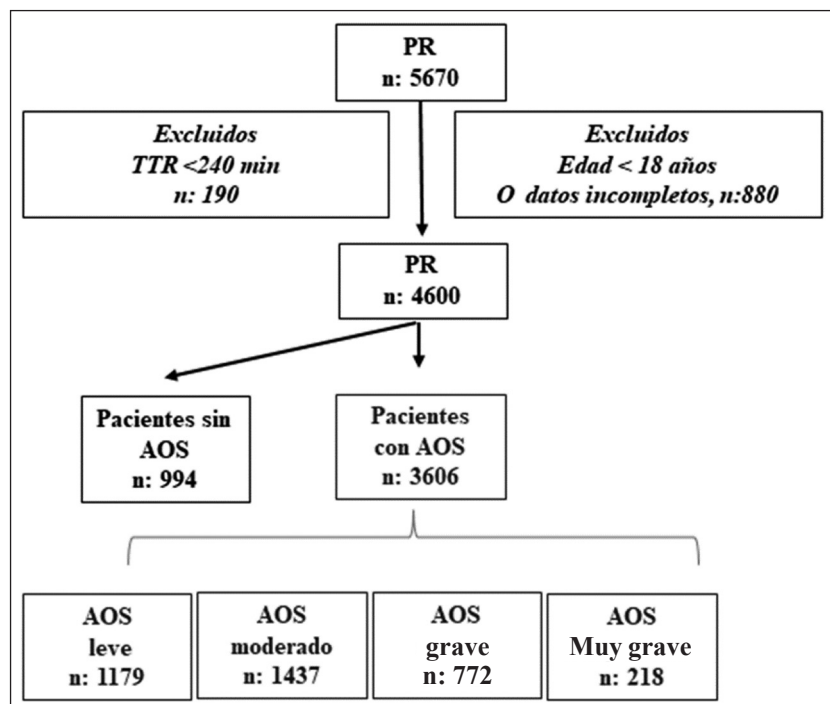 PR
n: 5670
Excluidos
TTR <240 min
n: 190
Excluidos
Edad < 18 años
O datos incompletos, n:880
PR
n: 4600
Pacientes sin
AOS
n: 994
Pacientes
con AOS
n: 3606
AOS
leve
n: 1179
AOS
moderado
n: 1437
AOS
grave
n: 772
AOS
Muy grave
n: 218